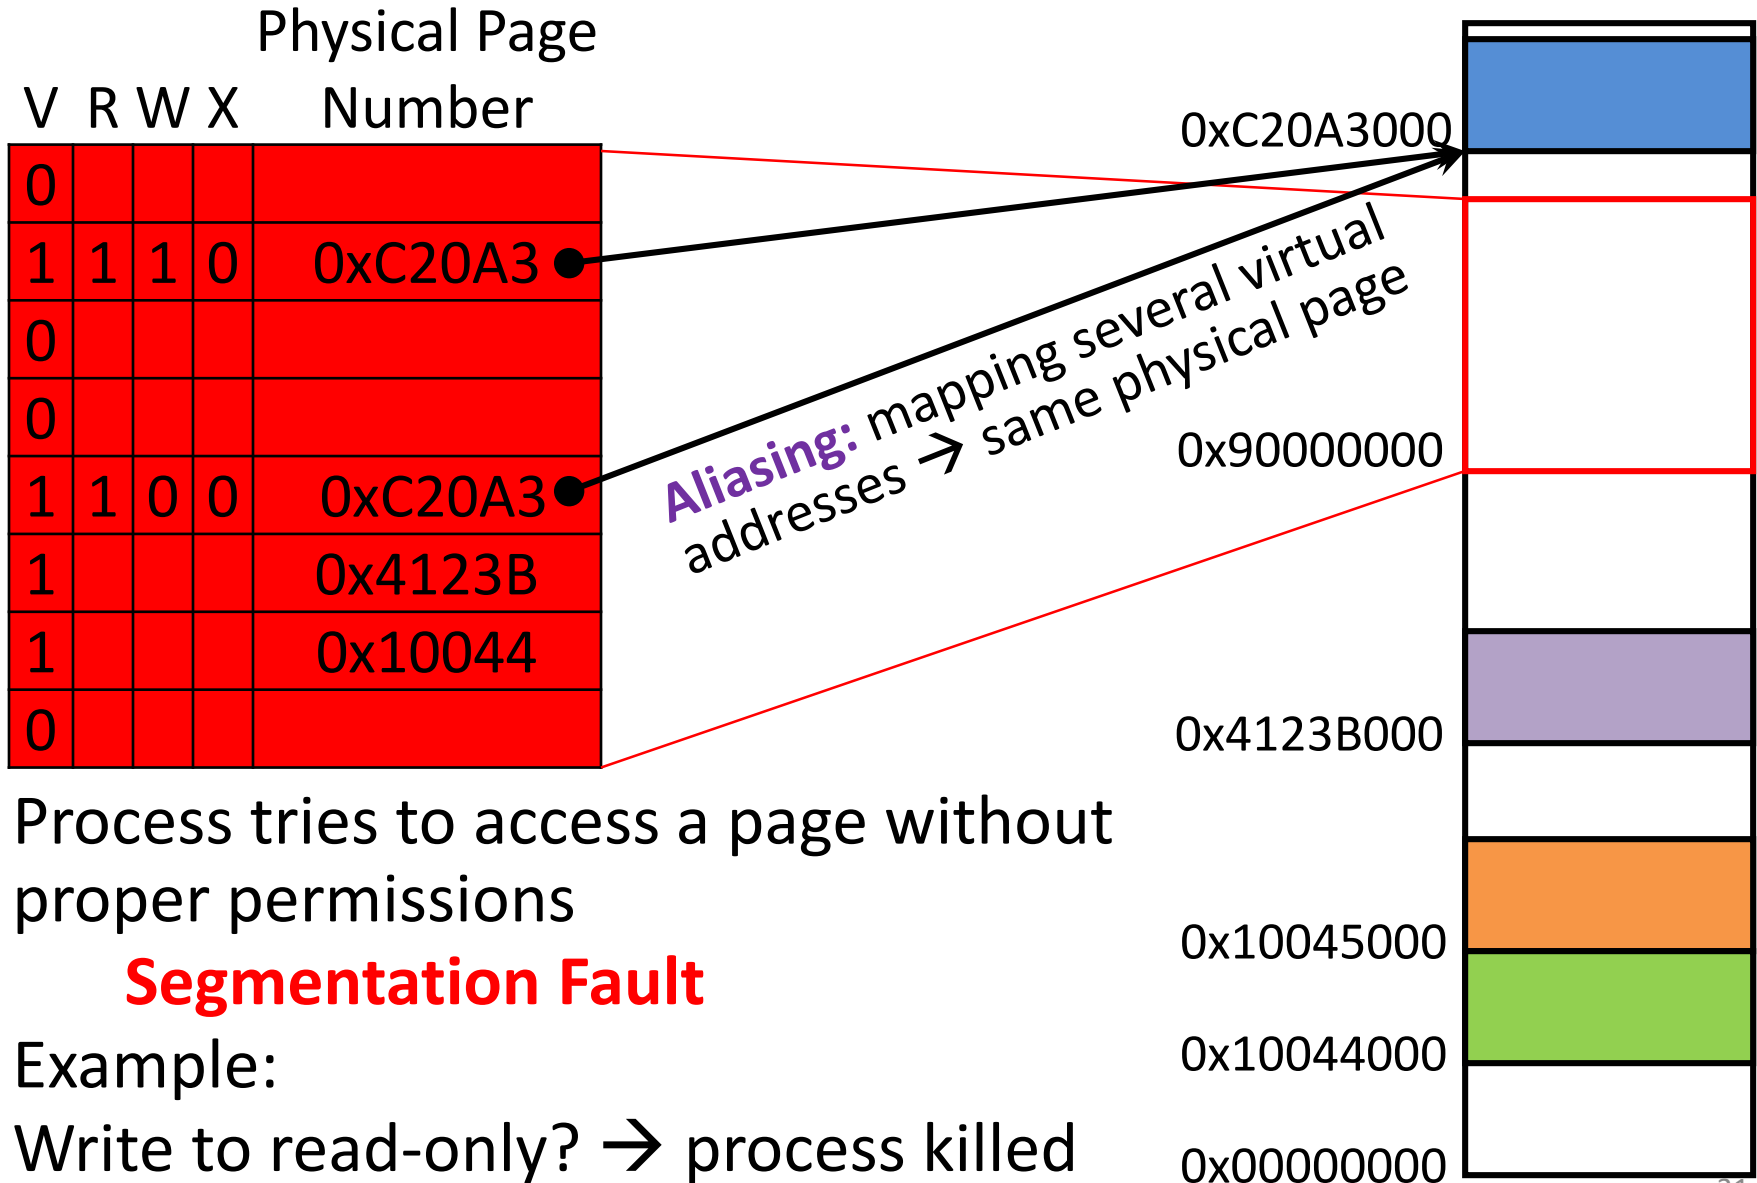 Physical Page
V R W X Number
0
1 1 1 0 0xC20A3
0
0
1 1 0 0 0xC20A3
1 0x4123B
1 0x10044
0
Aliasing: mapping several virtual
addresses → same physical page
0xC20A3000
0x90000000
0x4123B000
0x10045000
0x10044000
0x00000000
Process tries to access a page without
proper permissions
Segmentation Fault
Example:
Write to read-only? → process killed